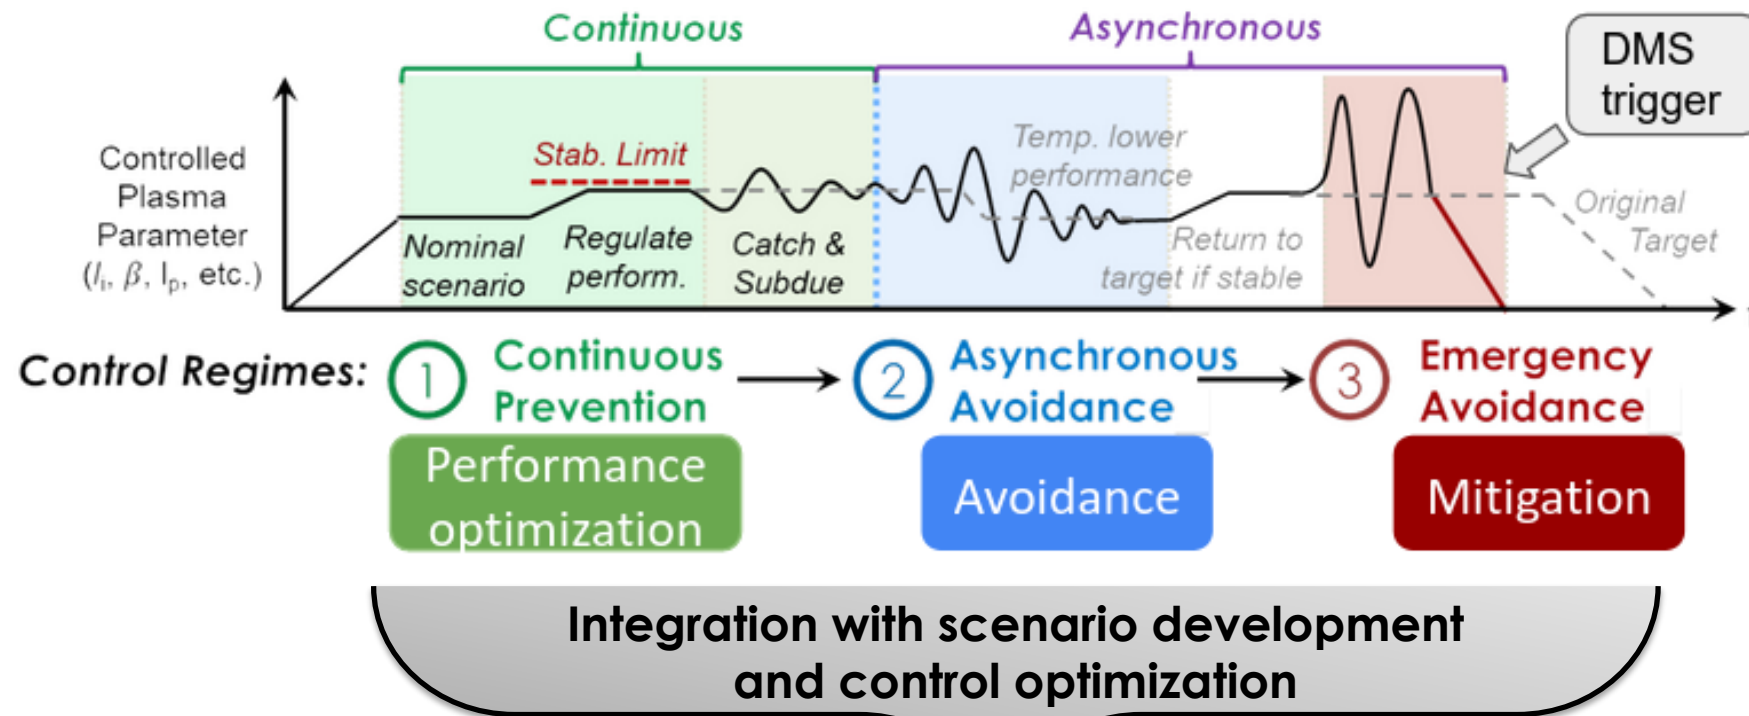 Continuous
Asynchronous
DMS
trigger
Controlled
Plasma
Parameter
(lᵢ, β, Iₚ, etc.)
Stab. Limit
Temp. lower
performance
Nominal
scenario
Regulate
perform.
Catch &
Subdue
Return to
target if stable
Original
Target
Control Regimes:
1
Continuous
Prevention
2
Asynchronous
Avoidance
3
Emergency
Avoidance
Performance
optimization
Avoidance
Mitigation
Integration with scenario development
and control optimization